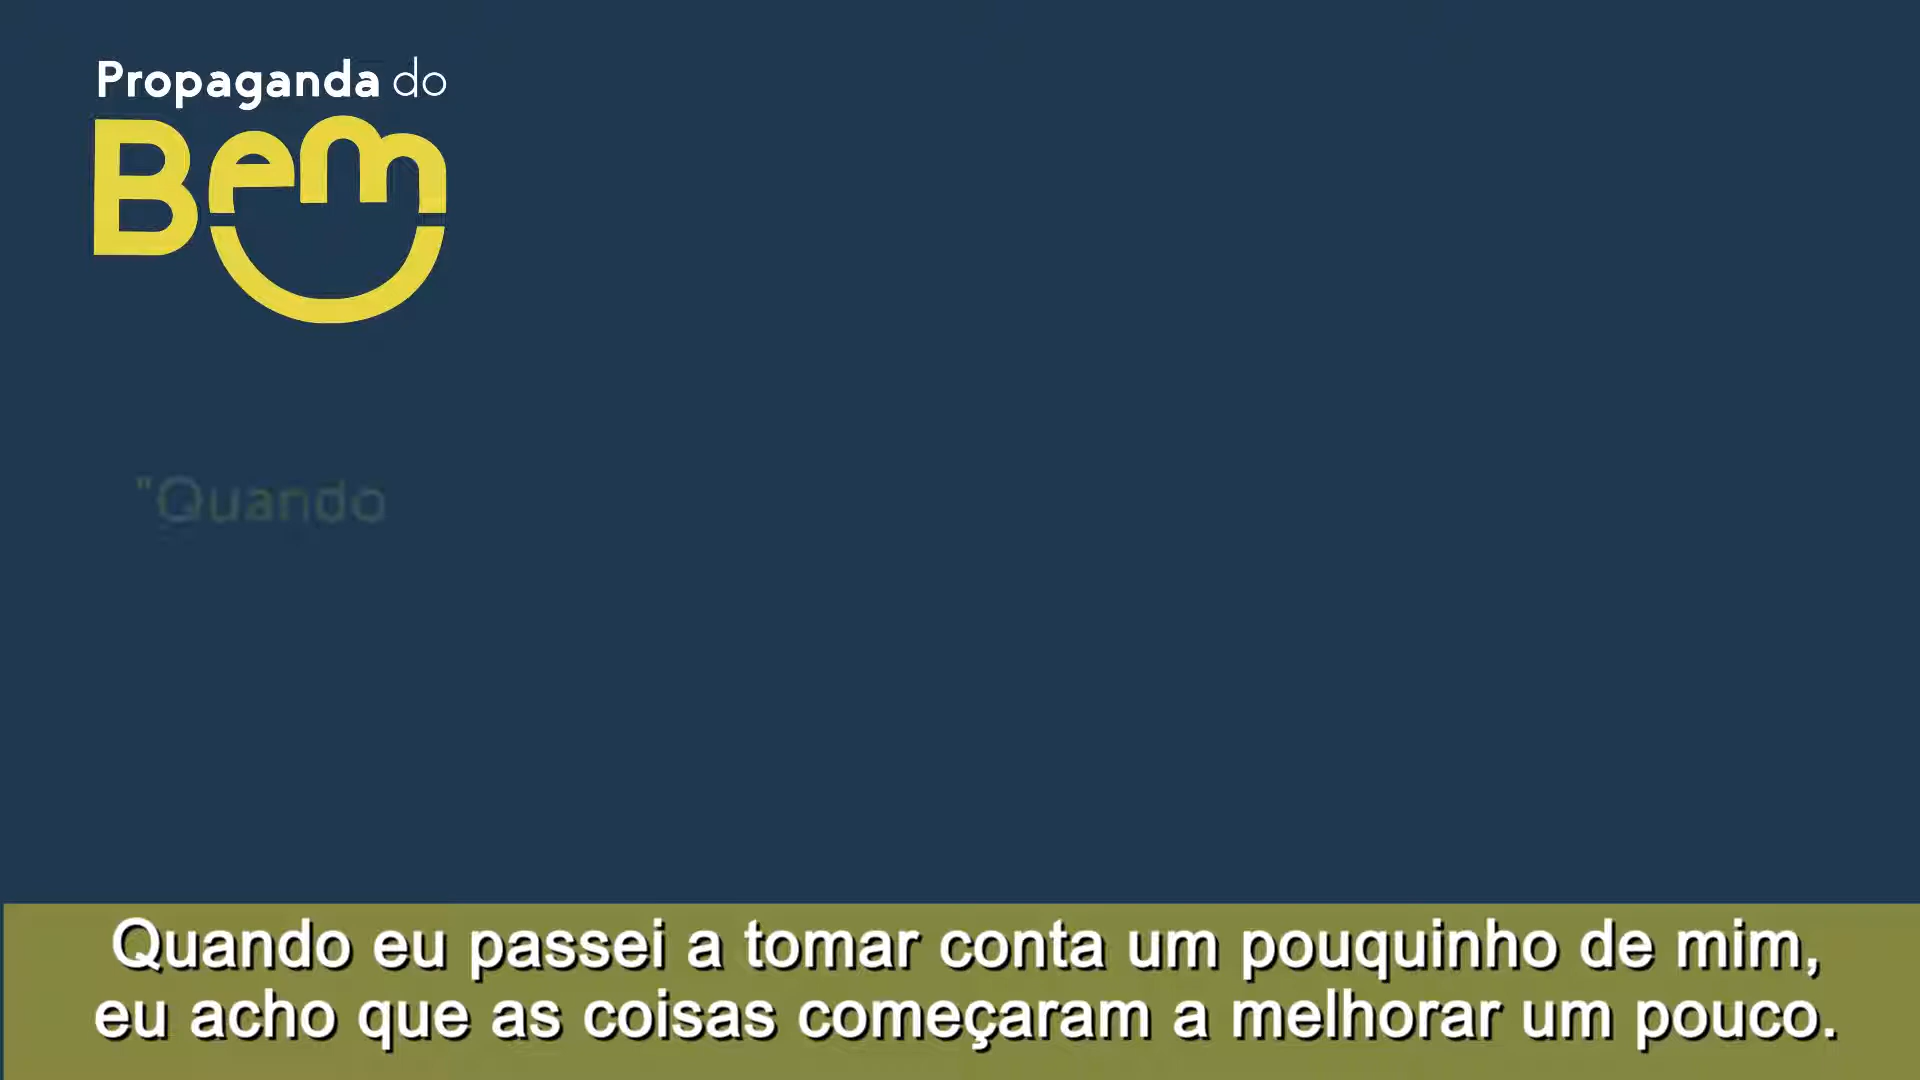 Propaganda do
Bem
"Quando
Quando eu passei a tomar conta um pouquinho de mim,
eu acho que as coisas começaram a melhorar um pouco.